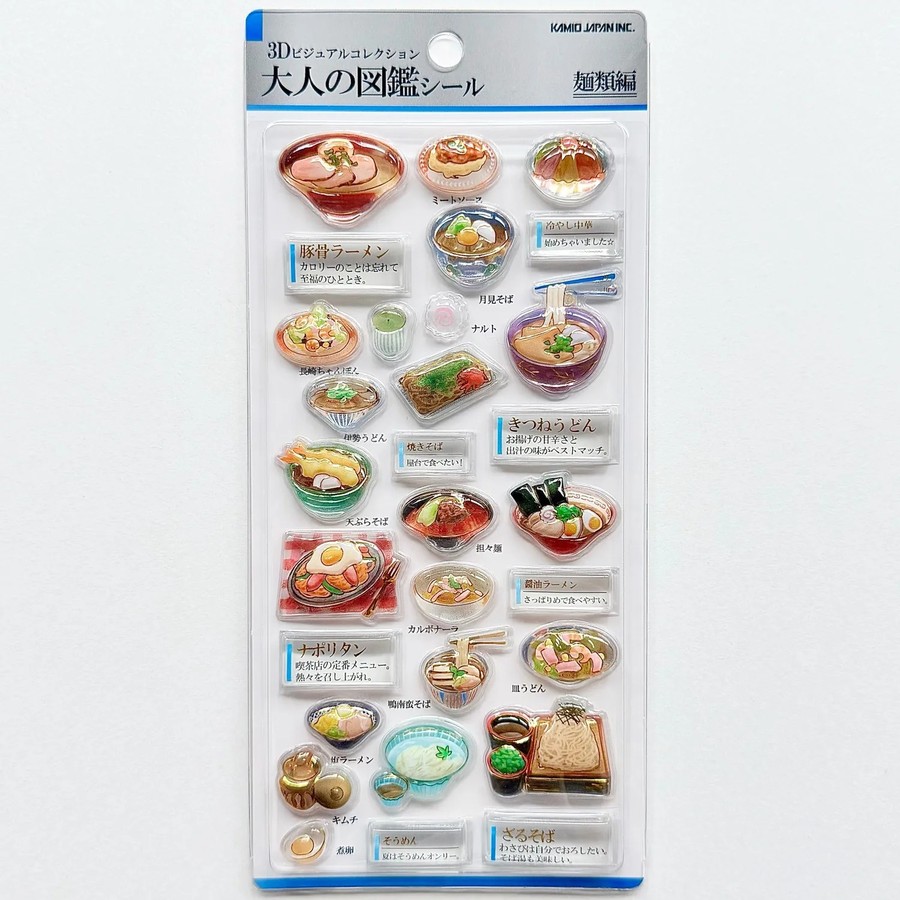 KAMIO JAPAN INC.
3Dビジュアルコレクション
大人の図鑑シール
麺類編
ミートソース
冷やし中華
始めちゃいました☆
豚骨ラーメン
カロリーのことは忘れて
至福のひととき。
月見そば
ナルト
長崎ちゃんぽん
きつねうどん
お揚げの甘辛さと
出汁の味がベストマッチ。
伊勢うどん
焼きそば
屋台で食べたい!
天ぷらそば
担々麺
醤油ラーメン
さっぱりめで食べやすい。
カルボナーラ
ナポリタン
喫茶店の定番メニュー。
熱々を召し上がれ。
皿うどん
鴨南蛮そば
ラーメン
キムチ
煮卵
そうめん
夏はそうめんオンリー。
ざるそば
わさびは自分でおろしたい。
そば湯も美味しい。